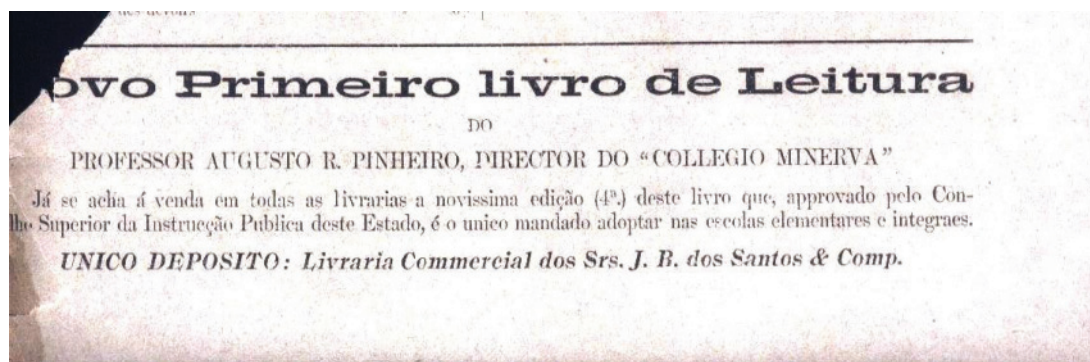 ovo Primeiro livro de Leitura
DO
PROFESSOR AUGUSTO R. PINHEIRO, DIRECTOR DO “COLLEGIO MINERVA”
Já se acha á venda em todas as livrarias a novissima edição (4ª.) deste livro que, approvado pelo Con-
lho Superior da Instrucção Publica deste Estado, é o unico mandado adoptar nas escolas elementares e integraes.
UNICO DEPOSITO: Livraria Commercial dos Srs. J. B. dos Santos & Comp.